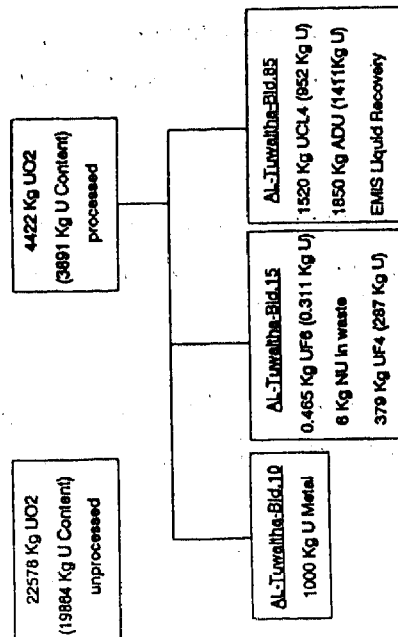 22578 Kg UO2
(19864 Kg U Content)
unprocessed
4422 Kg UO2
(3891 Kg U Content)
processed
AL-Tuwaitha-Bld.10
1000 Kg U Metal
AL-Tuwaitha-Bld.15
0.465 Kg UF6 (0.311 Kg U)
6 Kg NU in waste
379 Kg UF4 (287 Kg U)
AL-Tuwaitha-Bld.85
1520 Kg UCL4 (952 Kg U)
1850 Kg ADU (1411Kg U)
EMIS Liquid Recovery